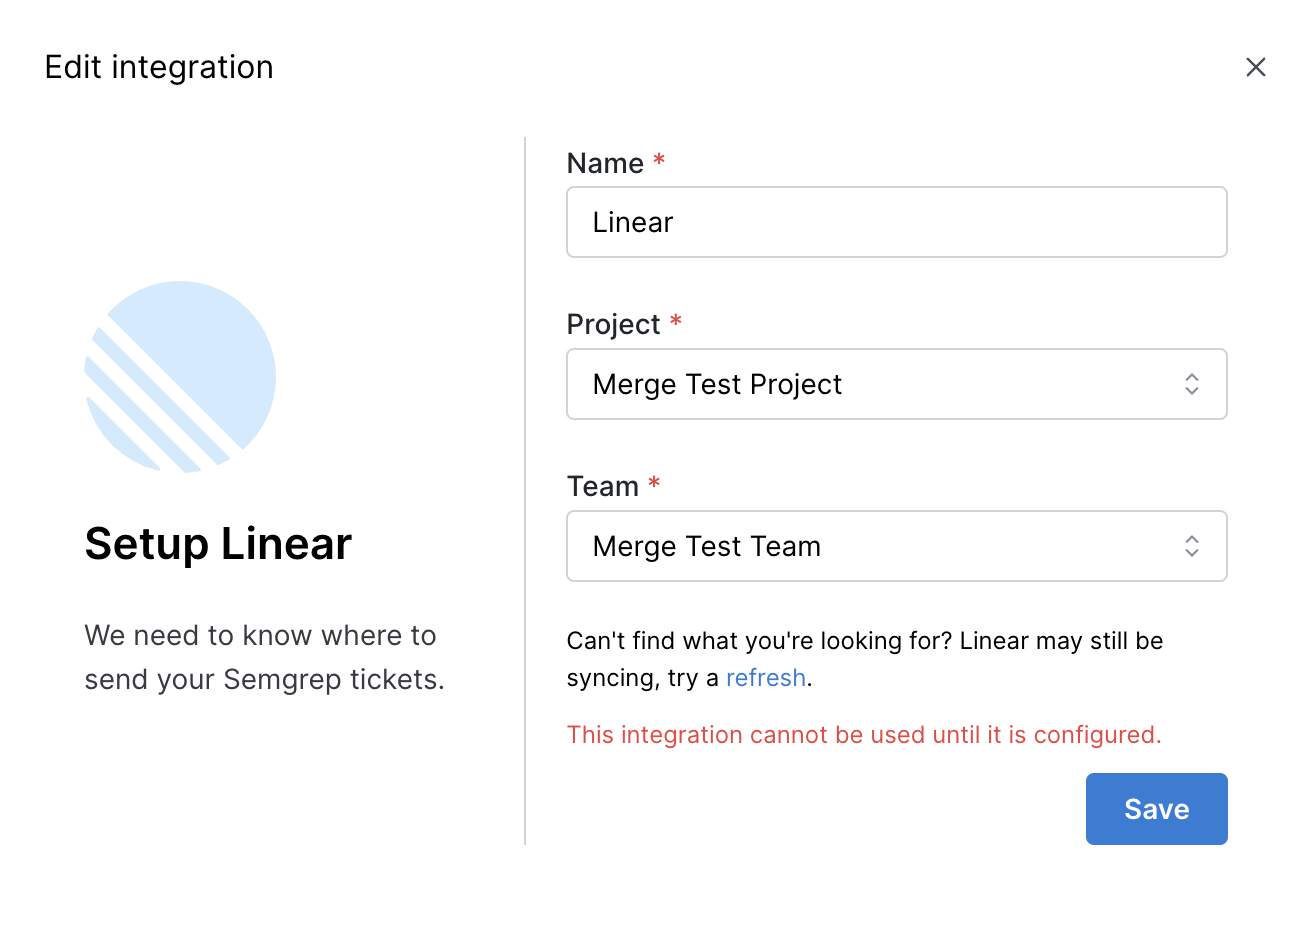 Edit integration
Setup Linear
We need to know where to
send your Semgrep tickets.
Name *
Linear
Project *
Merge Test Project
Team *
Merge Test Team
Can't find what you're looking for? Linear may still be
syncing, try a refresh.
This integration cannot be used until it is configured.
Save